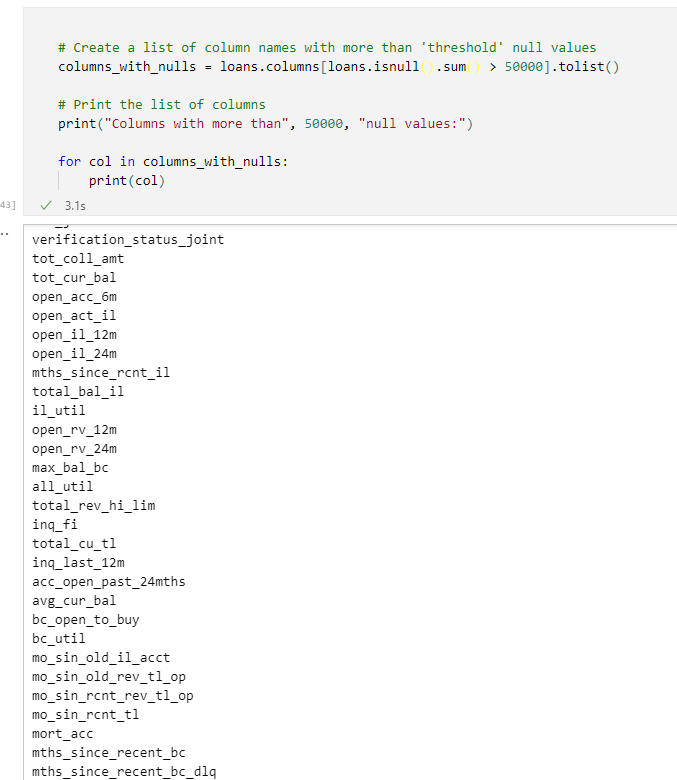 # Create a list of column names with more than 'threshold' null values
columns_with_nulls = loans.columns[loans.isnull().sum() > 50000].tolist()
# Print the list of columns
print("Columns with more than", 50000, "null values:")
for col in columns_with_nulls:
print(col)
43]
3.1s
verification_status_joint
tot_coll_amt
tot_cur_bal
open_acc_6m
open_act_il
open_il_12m
open_il_24m
mths_since_rcnt_il
total_bal_il
il_util
open_rv_12m
open_rv_24m
max_bal_bc
all_util
total_rev_hi_lim
inq_fi
total_cu_tl
inq_last_12m
acc_open_past_24mths
avg_cur_bal
bc_open_to_buy
bc_util
mo_sin_old_il_acct
mo_sin_old_rev_tl_op
mo_sin_rcnt_rev_tl_op
mo_sin_rcnt_tl
mort_acc
mths_since_recent_bc
mths_since_recent_bc_dlq